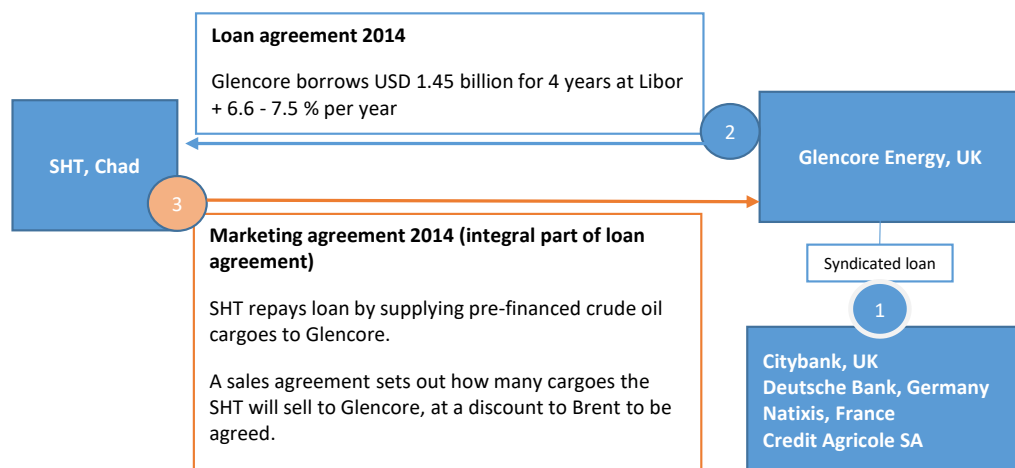 Loan agreement 2014
Glencore borrows USD 1.45 billion for 4 years at Libor
+ 6.6 - 7.5 % per year
2
SHT, Chad
Glencore Energy, UK
3
Marketing agreement 2014 (integral part of loan
agreement)
SHT repays loan by supplying pre-financed crude oil
cargoes to Glencore.
A sales agreement sets out how many cargoes the
SHT will sell to Glencore, at a discount to Brent to be
agreed.
Syndicated loan
1
Citybank, UK
Deutsche Bank, Germany
Natixis, France
Credit Agricole SA